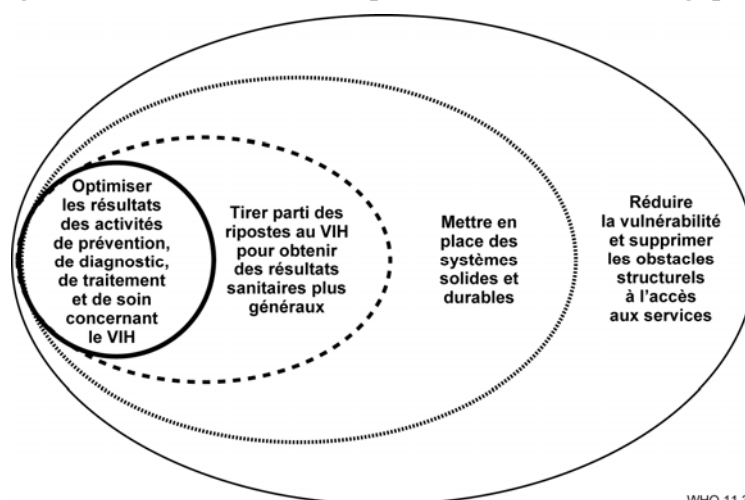 Optimiser
les résultats
des activités
de prévention,
de diagnostic,
de traitement
et de soin
concernant
le VIH
Tirer parti des
ripostes au VIH
pour obtenir
des résultats
sanitaires plus
généraux
Mettre en
place des
systèmes
solides et
durables
Réduire
la vulnérabilité
et supprimer
les obstacles
structurels
à l'accès
aux services
WHO 11.